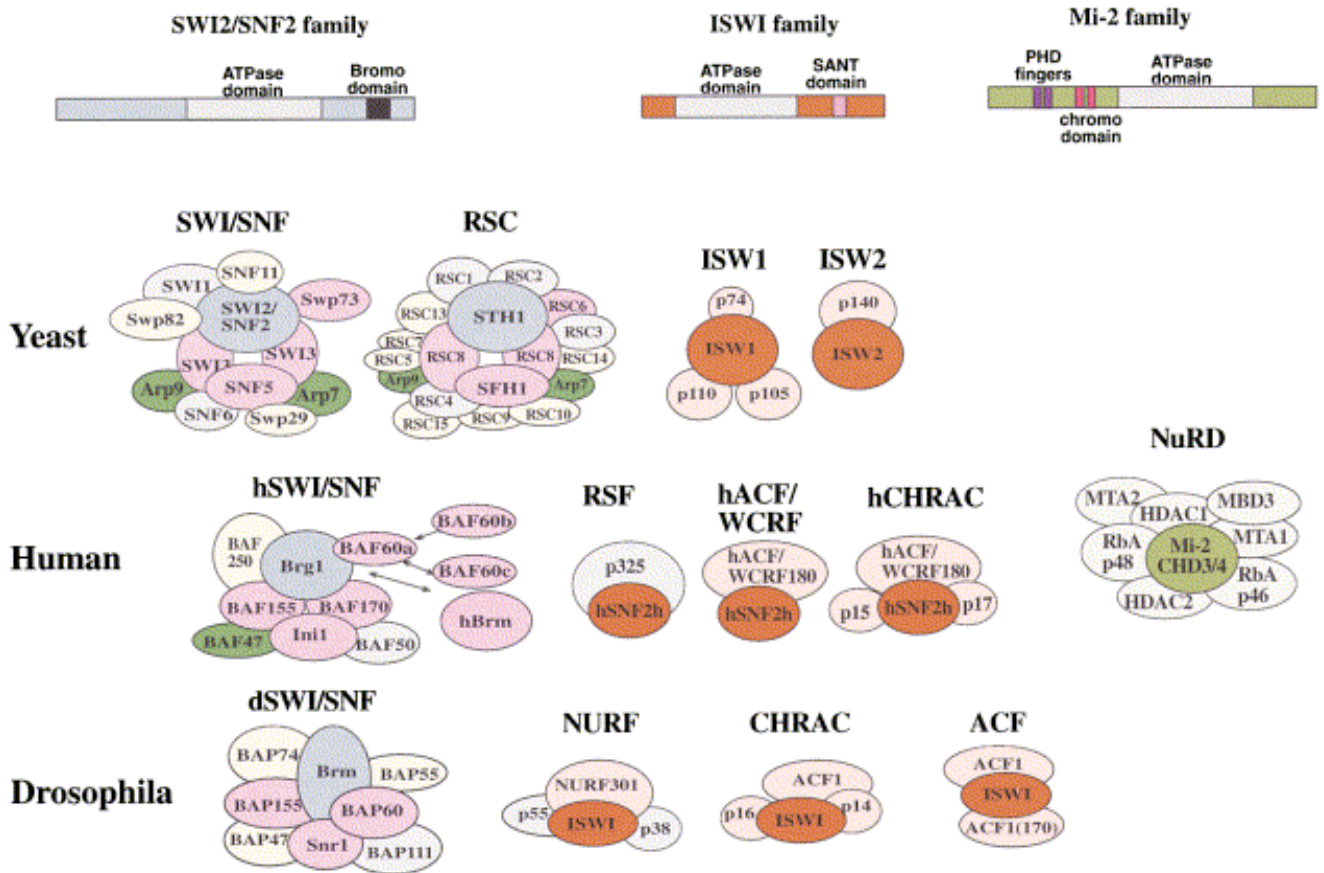 SWI2/SNF2 family
ISWI family
Mi-2 family
ATPase
domain
Bromo
domain
ATPase
domain
SANT
domain
PHD
fingers
ATPase
domain
chromo
domain
SWI/SNF
RSC
ISW1
ISW2
Yeast
SNF11
SWI1
Swp73
Swp82
SWI2/
SNF2
SWI3
SWI3
Arp9
SNF5
Arp7
SNF6
Swp29
RSC1
RSC2
RSC13
STH1
RSC6
RSC3
RSC7
RSC5
RSC8
RSC8
RSC14
Arp9
SFH1
Arp7
RSC4
RSC15
RSC9
RSC10
p74
ISW1
p110
p105
p140
ISW2
NuRD
MTA2
HDAC1
MBD3
RbA
p48
Mi-2
CHD3/4
MTA1
RbA
p46
HDAC2
Human
hSWI/SNF
RSF
hACF/
WCRF
hCHRAC
BAF
250
Brg1
BAF60a
BAF60b
BAF60c
hBrm
BAF155
BAF170
BAF47
Ini1
BAF50
p325
hSNF2h
hACF/
WCRF180
hSNF2h
hACF/
WCRF180
p15
hSNF2h
p17
Drosophila
dSWI/SNF
NURF
CHRAC
ACF
BAP74
Brm
BAP55
BAP155
BAP60
BAP47
Snr1
BAP111
NURF301
p55
ISWI
p38
ACF1
p16
ISWI
p14
ACF1
ISWI
ACF1(170)